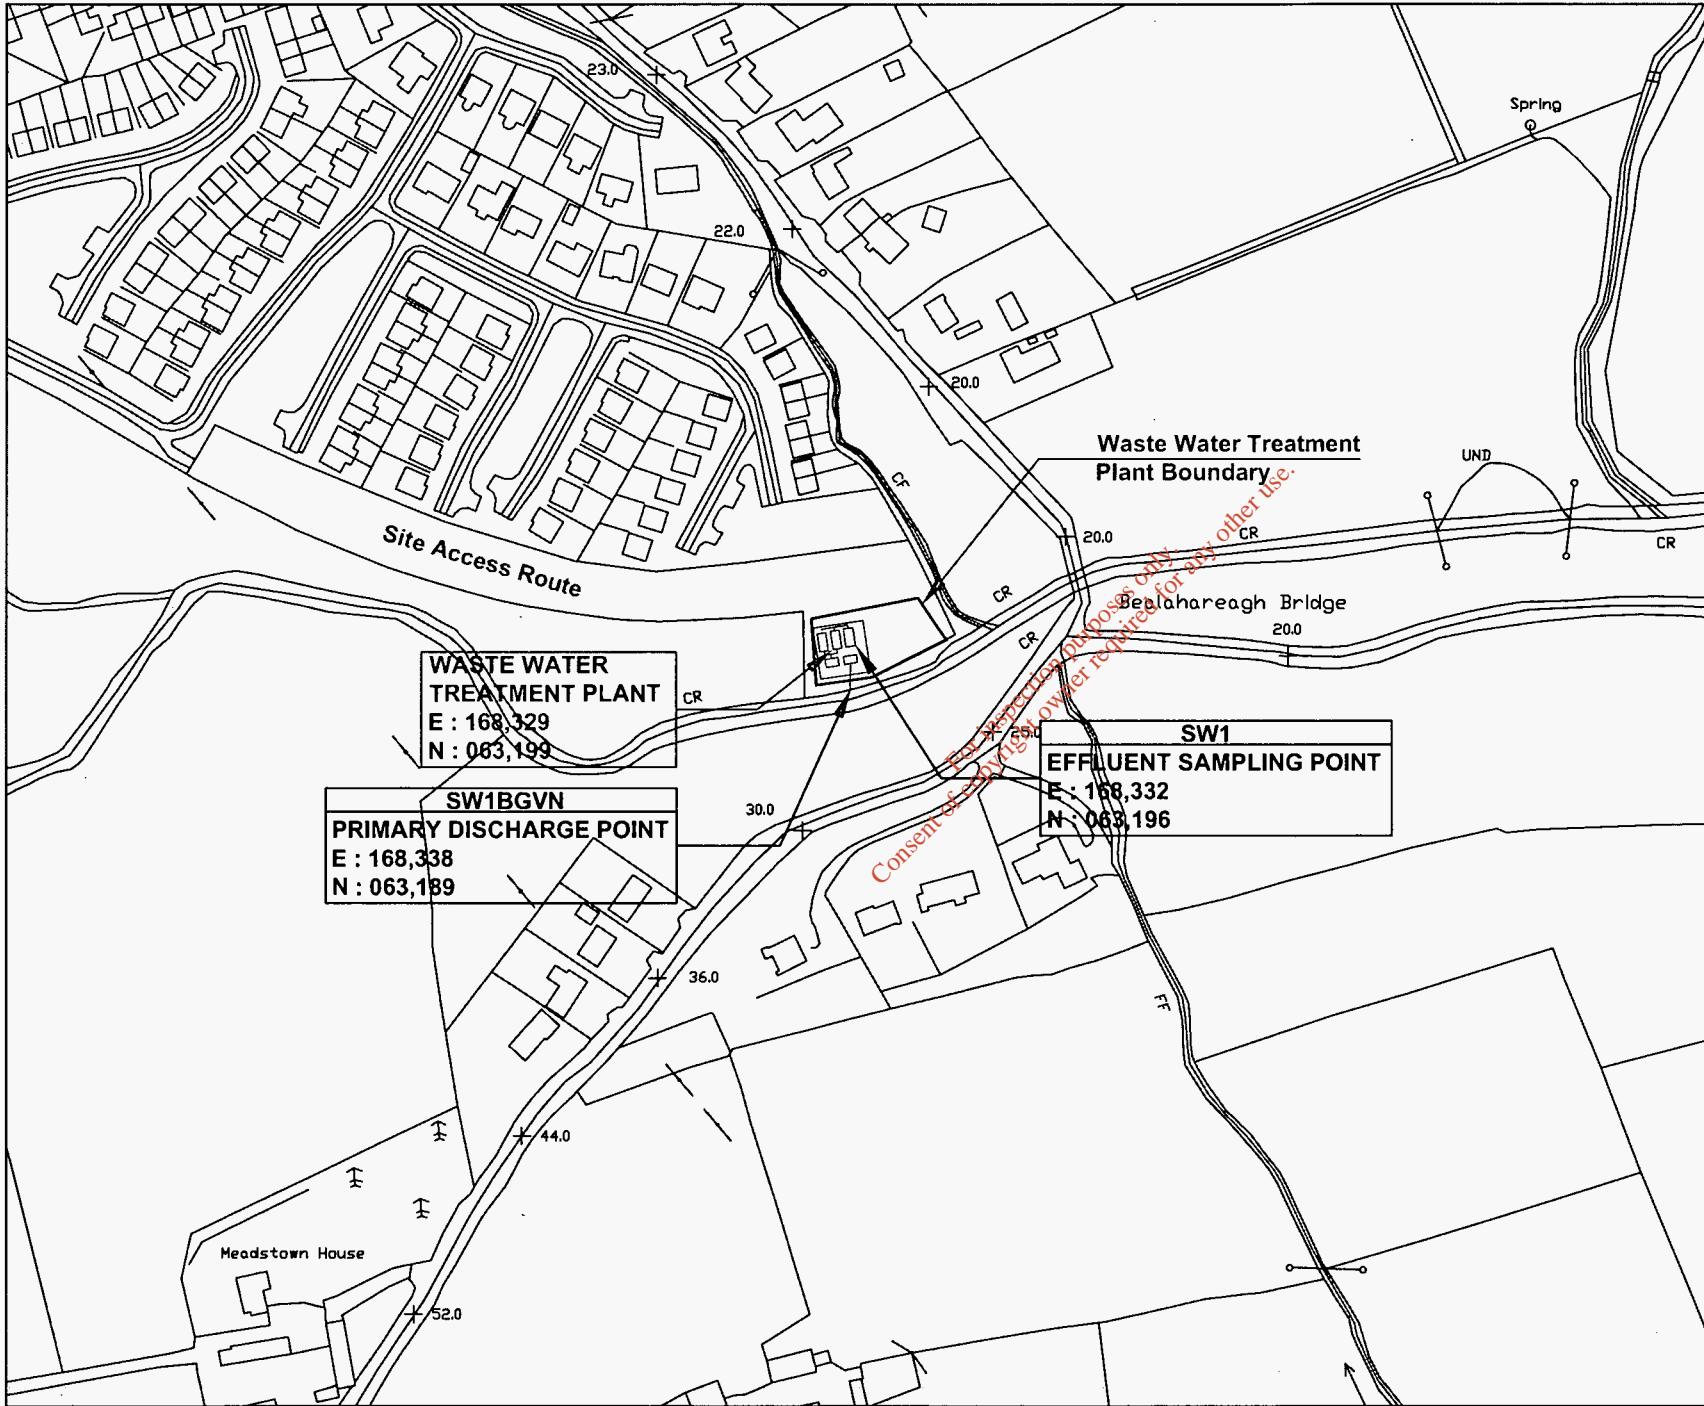 23.0
Spring
22.0
20.0
Waste Water Treatment
Plant Boundary
UND
CF
Site Access Route
20.0
CR
CR
CR
Bealahareagh Bridge
20.0
CR
WASTE WATER
TREATMENT PLANT
E : 168,329
N : 063,199
CR
For inspection purposes only.
Consent of copyright owner required for any other use.
SW1
EFFLUENT SAMPLING POINT
E : 168,332
N : 063,196
SW1BGVN
PRIMARY DISCHARGE POINT
E : 168,338
N : 063,189
30.0
36.0
FF
44.0
Meadstown House
52.0